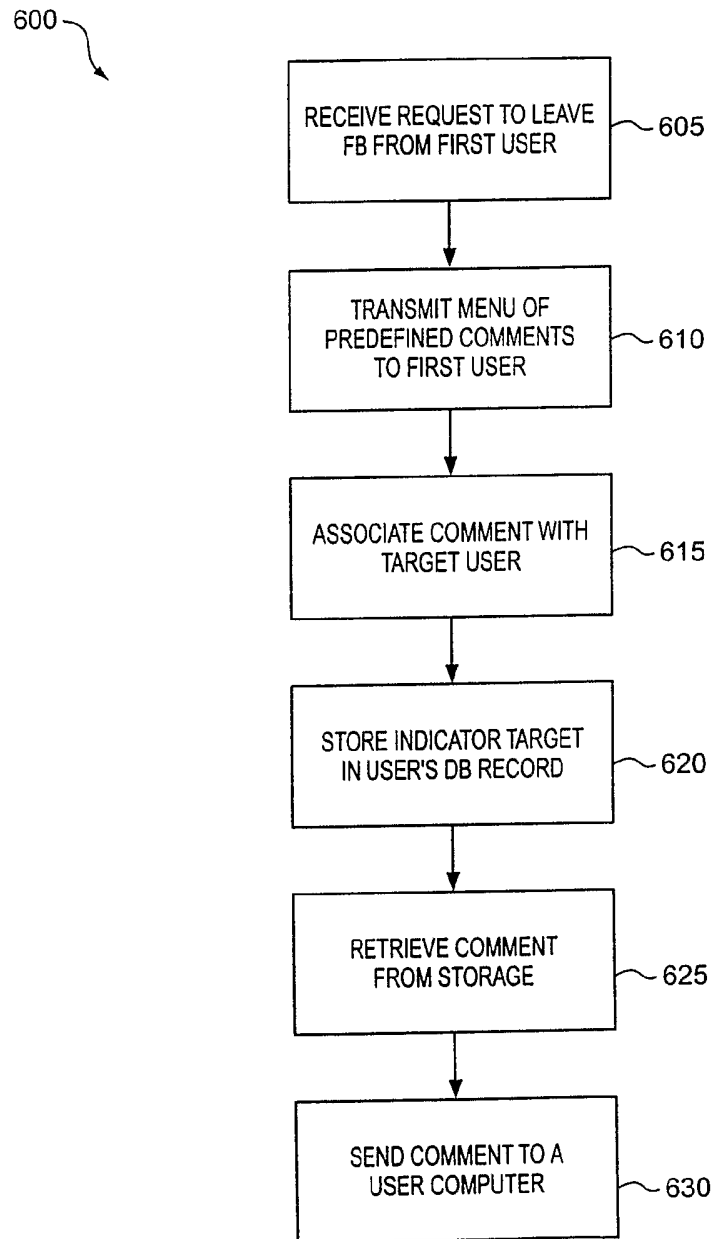 600
RECEIVE REQUEST TO LEAVE
FB FROM FIRST USER
605
TRANSMIT MENU OF
PREDEFINED COMMENTS
TO FIRST USER
610
ASSOCIATE COMMENT WITH
TARGET USER
615
STORE INDICATOR TARGET
IN USER'S DB RECORD
620
RETRIEVE COMMENT
FROM STORAGE
625
SEND COMMENT TO A
USER COMPUTER
630